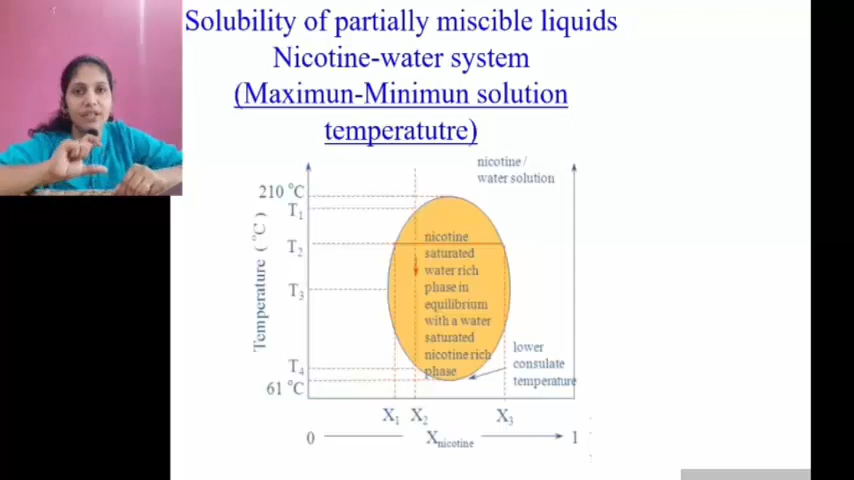 Solubility of partially miscible liquids
Nicotine-water system
(Maximun-Minimun solution
temperatutre)
nicotine /
water solution
210 °C
T1
T2
T3
T4
61 °C
Temperature (°C)
nicotine
saturated
water rich
phase in
equilibrium
with a water
saturated
nicotine rich
phase
lower
consulate
temperature
X1 X2 X3
0 Xnicotine 1